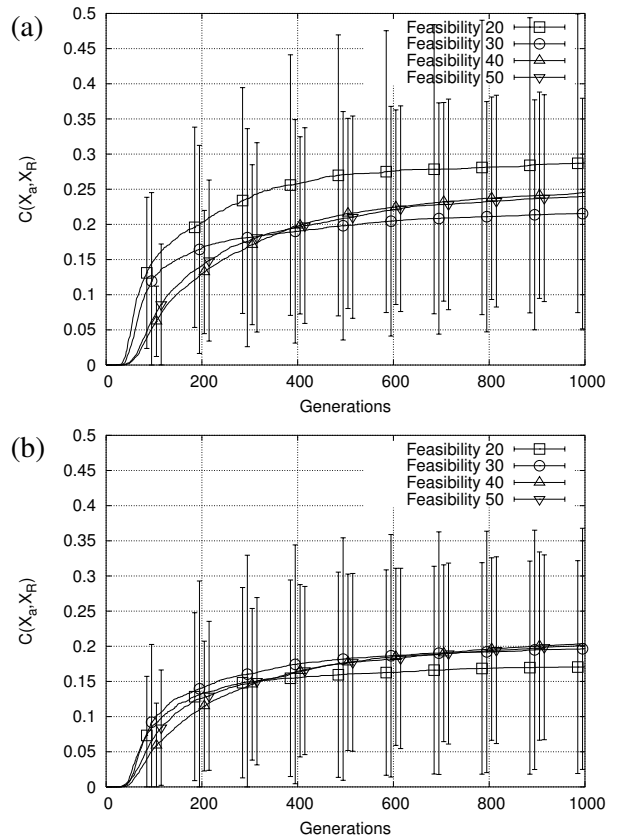 (a)
0.5
0.45
0.4
0.35
0.3
0.25
0.2
0.15
0.1
0.05
0
C(X_a,X_R)
Feasibility 20
Feasibility 30
Feasibility 40
Feasibility 50
0 200 400 600 800 1000
Generations
(b)
0.5
0.45
0.4
0.35
0.3
0.25
0.2
0.15
0.1
0.05
0
C(X_a,X_R)
Feasibility 20
Feasibility 30
Feasibility 40
Feasibility 50
0 200 400 600 800 1000
Generations